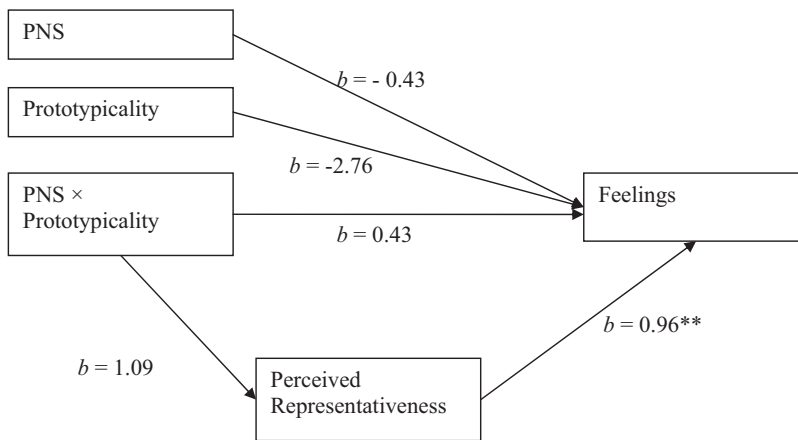 PNS
b = - 0.43
Prototypicality
b = -2.76
PNS ×
Prototypicality
Feelings
b = 0.43
b = 0.96**
b = 1.09
Perceived
Representativeness